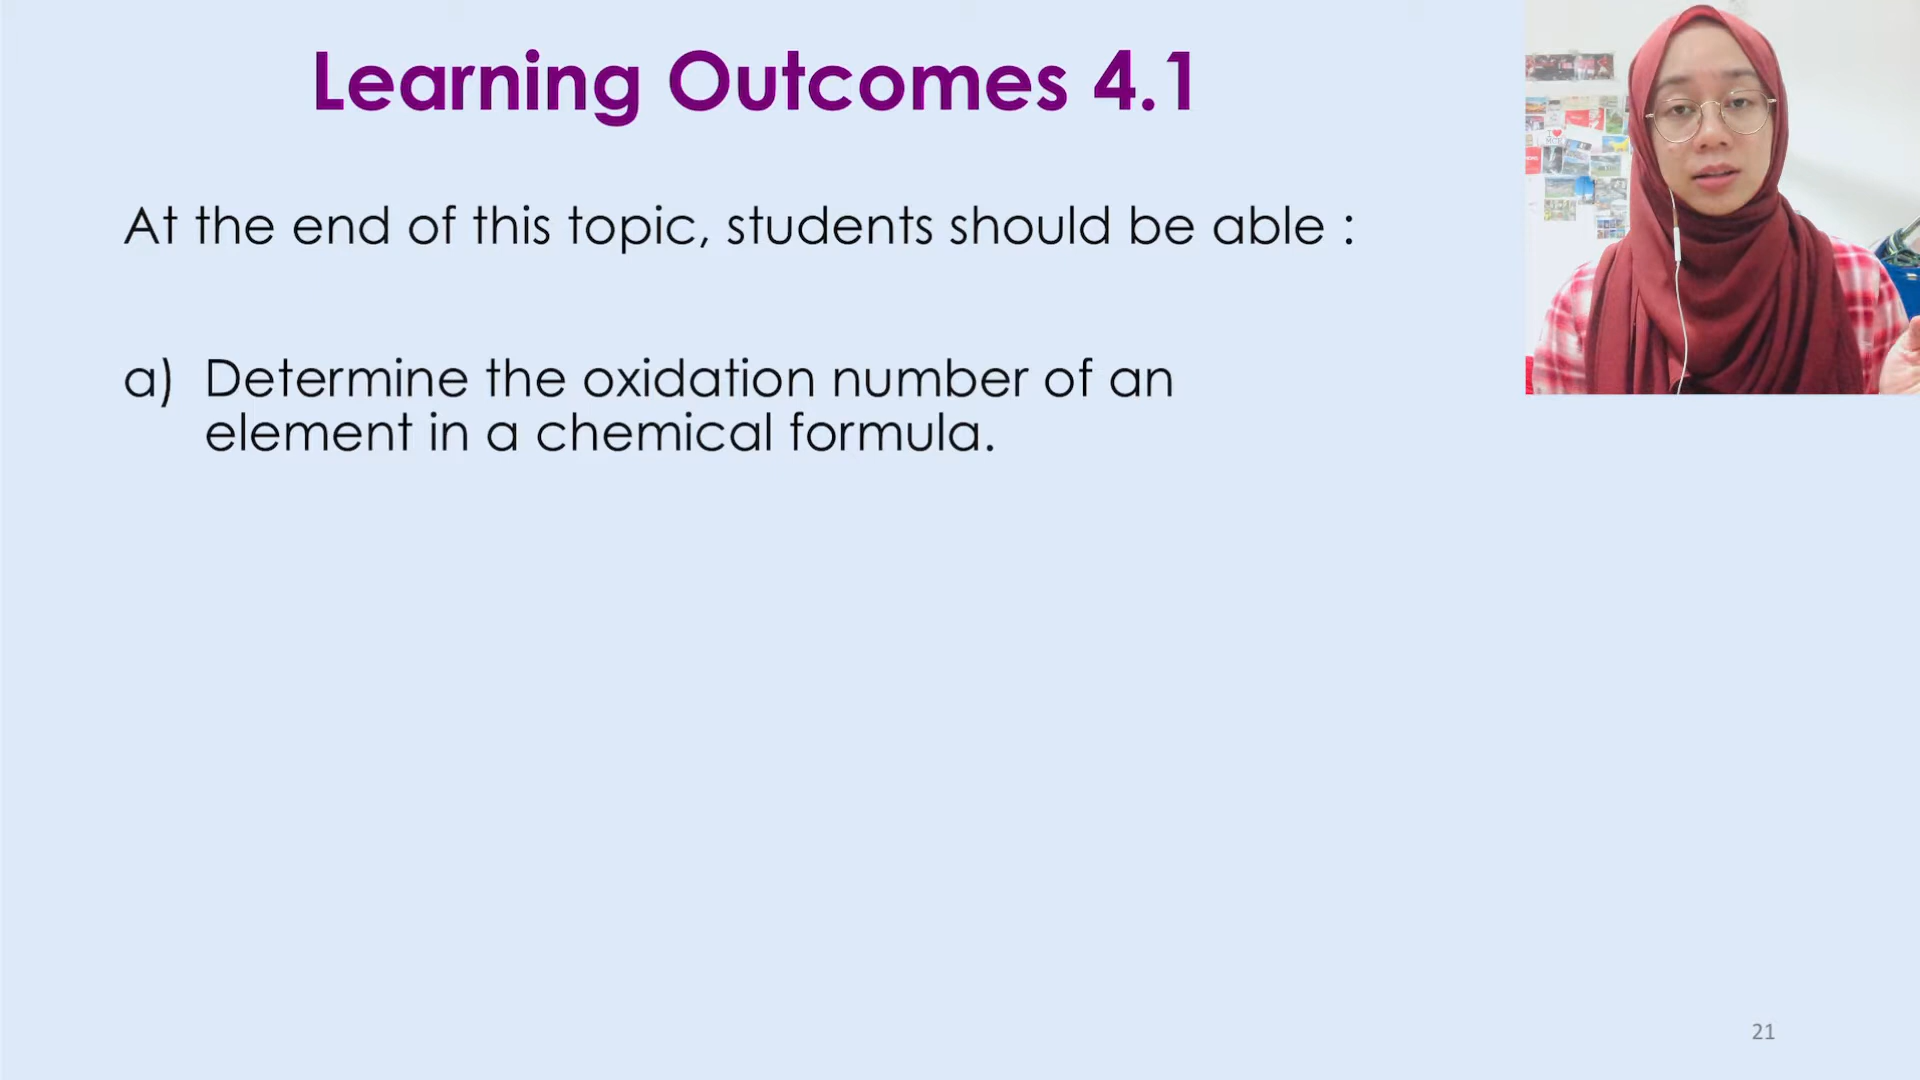 Learning Outcomes 4.1
At the end of this topic, students should be able :
a) Determine the oxidation number of an
element in a chemical formula.
I ❤
21